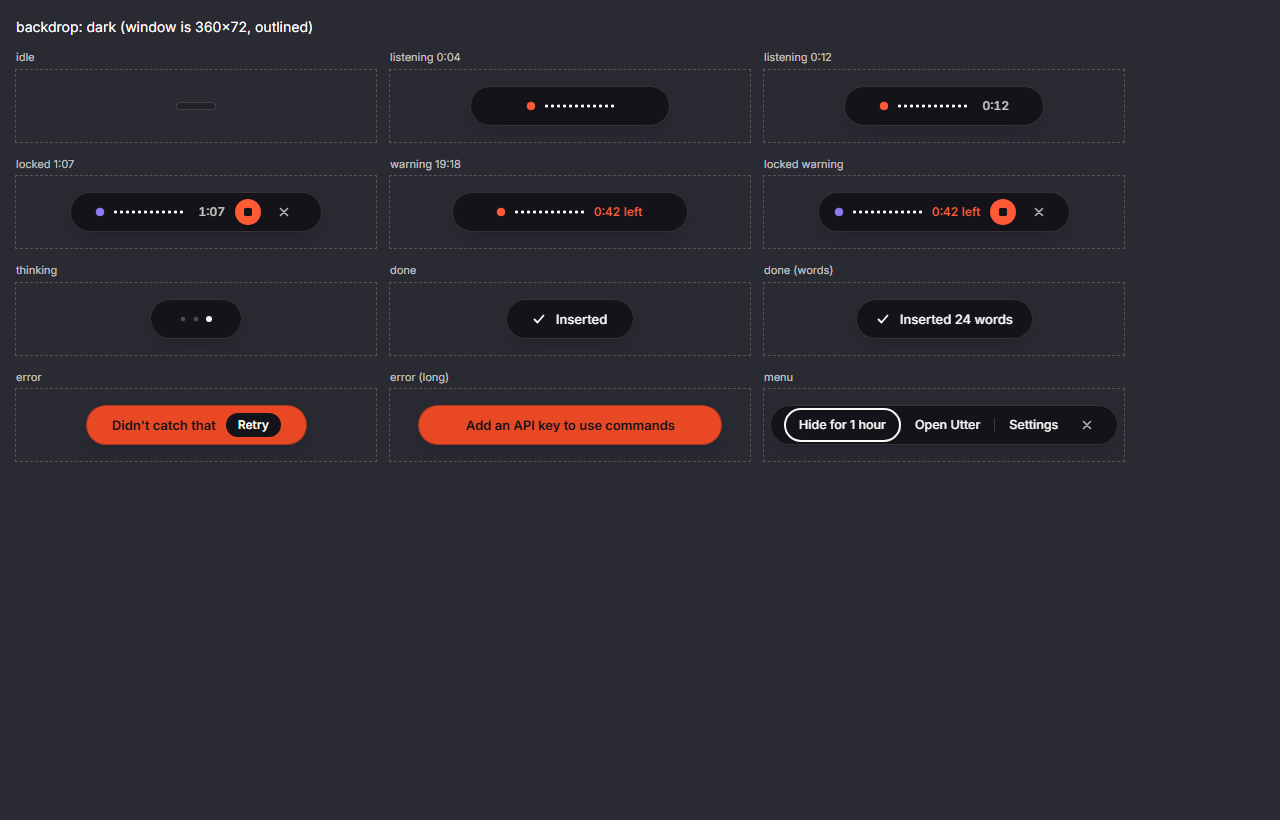 backdrop: dark (window is 360×72, outlined)
idle
listening 0:04
listening 0:12
0:12
locked 1:07
warning 19:18
locked warning
1:07
0:42 left
0:42 left
thinking
done
done (words)
Inserted
Inserted 24 words
error
error (long)
menu
Didn't catch that
Retry
Add an API key to use commands
Hide for 1 hour
Open Utter
Settings